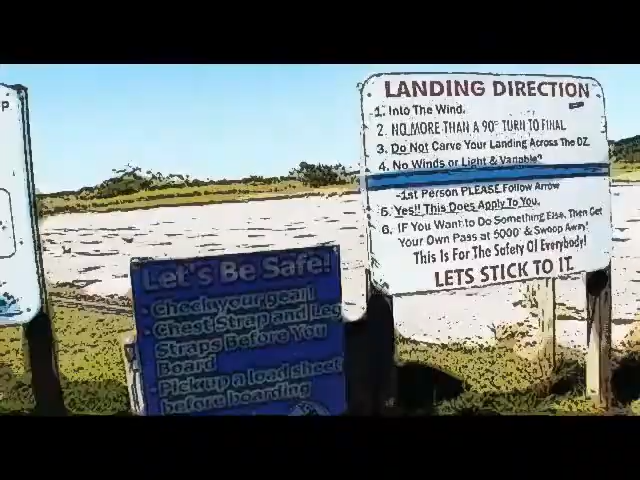 P
LANDING DIRECTION
1. Into The Wind.
2. NO MORE THAN A 90° TURN TO FINAL
3. Do Not Carve Your Landing Across The DZ.
4. No Winds or Light & Variable?
-1st Person PLEASE Follow Arrow
5. Yes!! This Does Apply To You.
6. IF You Want to Do Something Else, Then Get
Your Own Pass at 5000' & Swoop Away!
This Is For The Safety Of Everybody!
LETS STICK TO IT.
Let's Be Safe!
- Check your gear!
- Chest Strap and Leg
Straps Before You
Board
- Pick up a load sheet
before boarding